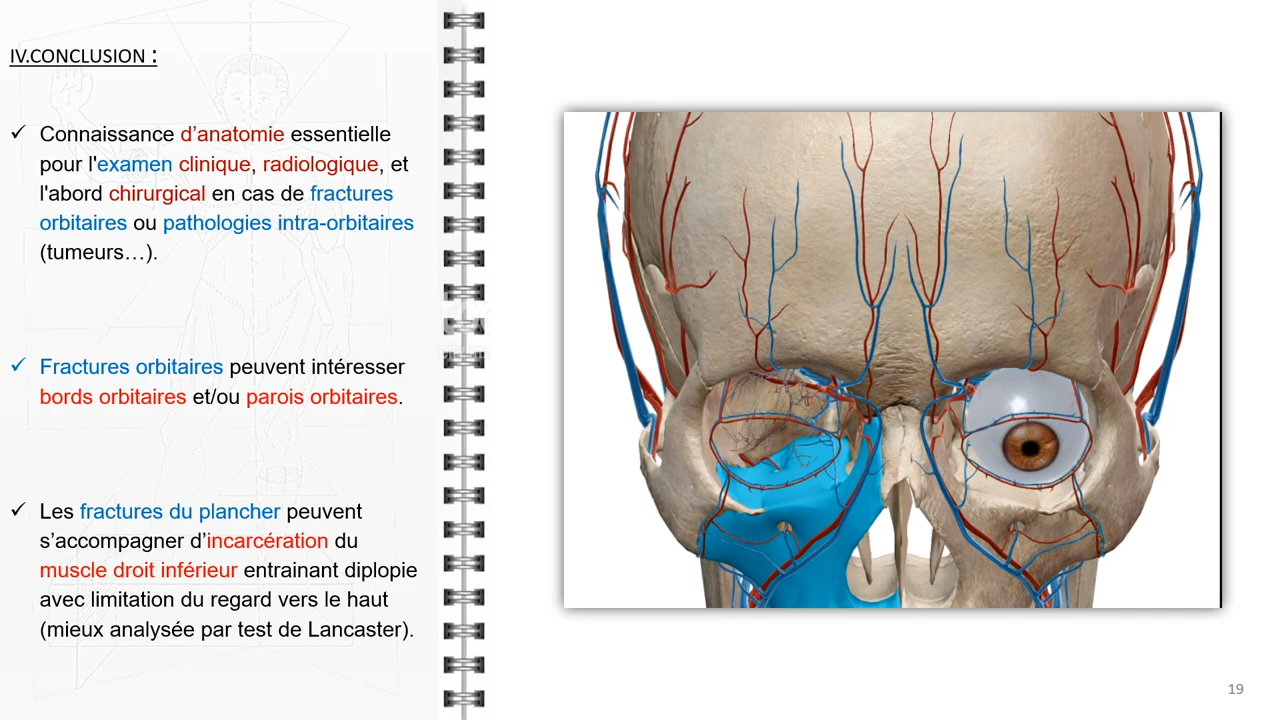 IV.CONCLUSION :
✓ Connaissance d’anatomie essentielle
pour l'examen clinique, radiologique, et
l'abord chirurgical en cas de fractures
orbitaires ou pathologies intra-orbitaires
(tumeurs…).
✓ Fractures orbitaires peuvent intéresser
bords orbitaires et/ou parois orbitaires.
✓ Les fractures du plancher peuvent
s’accompagner d’incarcération du
muscle droit inférieur entrainant diplopie
avec limitation du regard vers le haut
(mieux analysée par test de Lancaster).
19